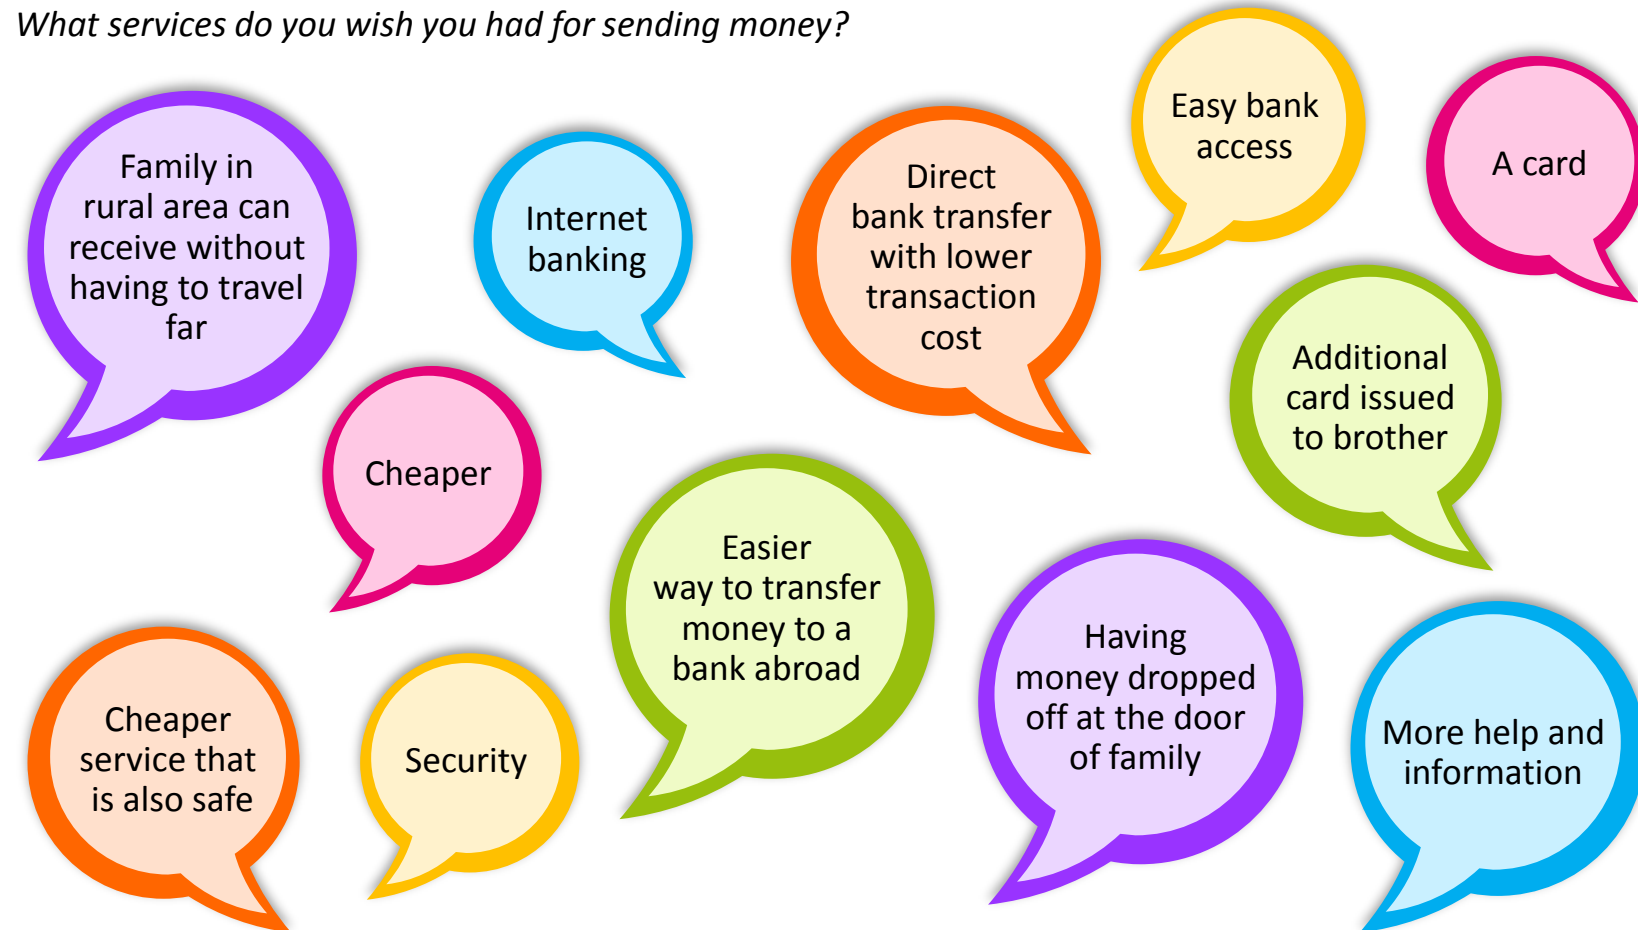 What services do you wish you had for sending money?
Family in
rural area can
receive without
having to travel
far
Internet
banking
Direct
bank transfer
with lower
transaction
cost
Easy bank
access
A card
Additional
card issued
to brother
Cheaper
Easier
way to transfer
money to a
bank abroad
Having
money dropped
off at the door
of family
More help and
information
Cheaper
service that
is also safe
Security